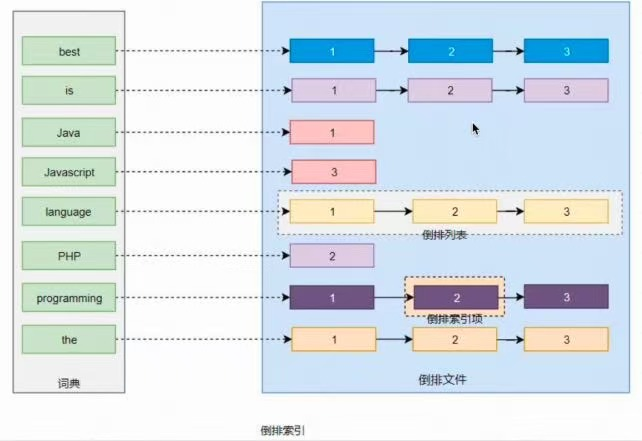 best 1 2 3
is 1 2 3
Java 1
Javascript 3
language 1 2 3
倒排列表
PHP 2
programming 1 2 3
倒排索引项
the 1 2 3
词典 倒排文件
倒排索引